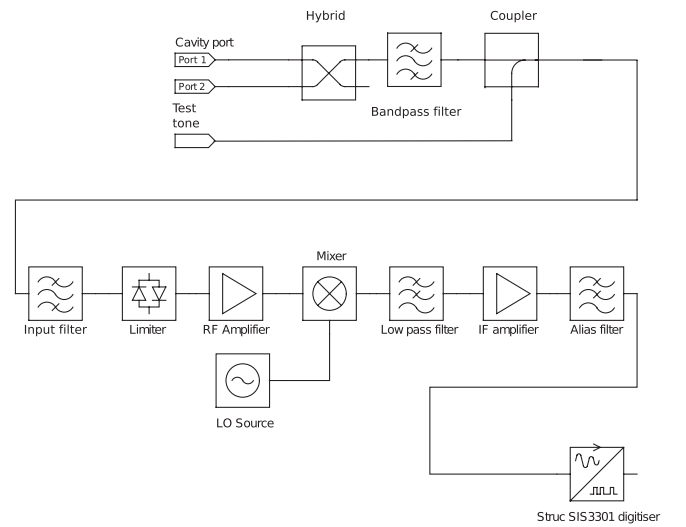 Hybrid
Coupler
Cavity port
Port 1
Port 2
Bandpass filter
Test
tone
Mixer
Input filter
Limiter
RF Amplifier
Low pass filter
IF amplifier
Alias filter
LO Source
Struc SIS3301 digitiser